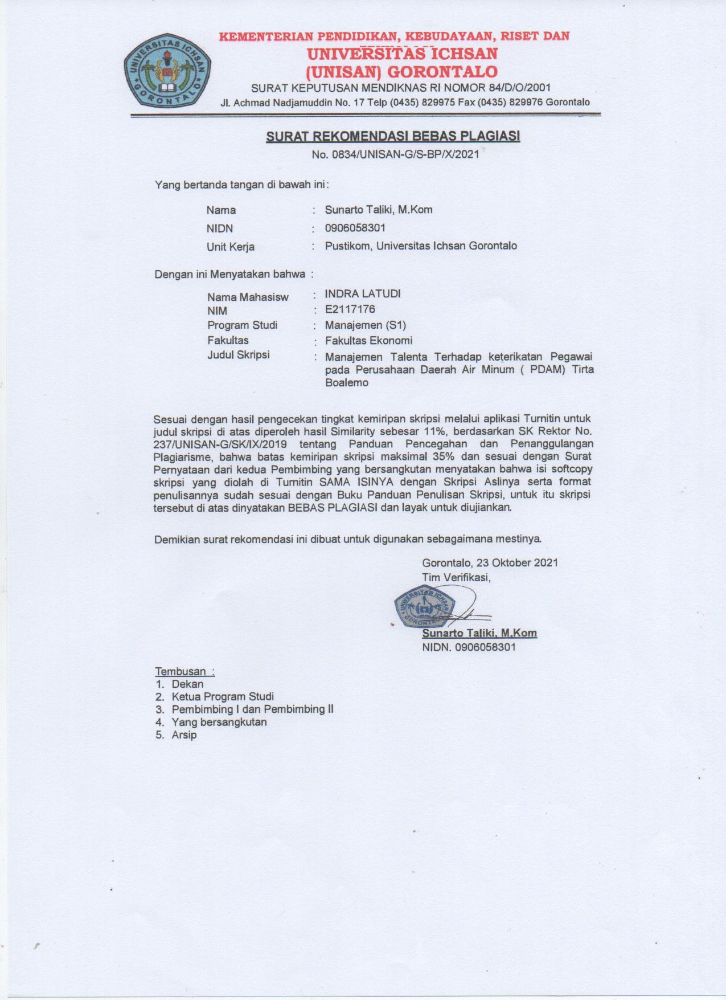 UNIVERSITAS ICHSAN
GORONTALO
KEMENTERIAN PENDIDIKAN, KEBUDAYAAN, RISET DAN
UNIVERSITAS ICHSAN
(UNISAN) GORONTALO
SURAT KEPUTUSAN MENDIKNAS RI NOMOR 84/D/O/2001
Jl. Achmad Nadjamuddin No. 17 Telp (0435) 829975 Fax (0435) 829976 Gorontalo
SURAT REKOMENDASI BEBAS PLAGIASI
No. 0834/UNISAN-G/S-BP/X/2021
Yang bertanda tangan di bawah ini :
Nama : Sunarto Taliki, M.Kom
NIDN : 0906058301
Unit Kerja : Pustikom, Universitas Ichsan Gorontalo
Dengan ini Menyatakan bahwa :
Nama Mahasisw : INDRA LATUDI
NIM : E2117176
Program Studi : Manajemen (S1)
Fakultas : Fakultas Ekonomi
Judul Skripsi : Manajemen Talenta Terhadap keterikatan Pegawai
pada Perusahaan Daerah Air Minum ( PDAM) Tirta
Boalemo
Sesuai dengan hasil pengecekan tingkat kemiripan skripsi melalui aplikasi Turnitin untuk
judul skripsi di atas diperoleh hasil Similarity sebesar 11%, berdasarkan SK Rektor No.
237/UNISAN-G/SK/IX/2019 tentang Panduan Pencegahan dan Penanggulangan
Plagiarisme, bahwa batas kemiripan skripsi maksimal 35% dan sesuai dengan Surat
Pernyataan dari kedua Pembimbing yang bersangkutan menyatakan bahwa isi softcopy
skripsi yang diolah di Turnitin SAMA ISINYA dengan Skripsi Aslinya serta format
penulisannya sudah sesuai dengan Buku Panduan Penulisan Skripsi, untuk itu skripsi
tersebut di atas dinyatakan BEBAS PLAGIASI dan layak untuk diujiankan.
Demikian surat rekomendasi ini dibuat untuk digunakan sebagaimana mestinya.
Gorontalo, 23 Oktober 2021
Tim Verifikasi,
UNIVERSITAS ICHSAN
GORONTALO
Sunarto Taliki, M.Kom
NIDN. 0906058301
Tembusan :
1. Dekan
2. Ketua Program Studi
3. Pembimbing I dan Pembimbing II
4. Yang bersangkutan
5. Arsip